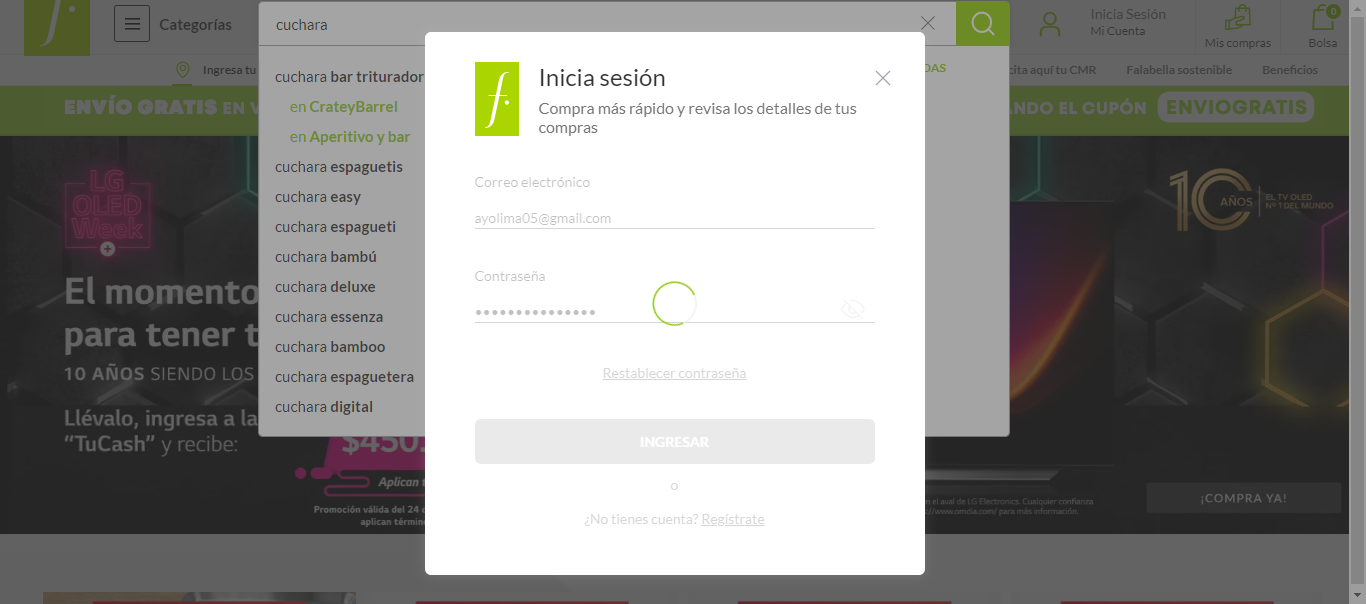 f.
Categorías
cuchara
Inicia Sesión
Mi Cuenta
Mis compras
0
Bolsa
Ingresa tu
DAS
cita aquí tu CMR
Falabella sostenible
Beneficios
ENVÍO GRATIS EN V
ANDO EL CUPÓN ENVIOGRATIS
cuchara bar triturador
en CrateyBarrel
en Aperitivo y bar
cuchara espaguetis
cuchara easy
cuchara espagueti
cuchara bambú
cuchara deluxe
cuchara essenza
cuchara bamboo
cuchara espaguetera
cuchara digital
f.
Inicia sesión
Compra más rápido y revisa los detalles de tus
compras
Correo electrónico
ayolima05@gmail.com
Contraseña
Restablecer contraseña
INGRESAR
o
¿No tienes cuenta? Regístrate
LG
OLED
Week
El momento
para tener t
10 AÑOS SIENDO LOS
Llévalo, ingresa a la
“TuCash” y recibe:
$450.
Aplican t
Promoción válida del 24 d
aplican términ
10 AÑOS
EL TV OLED
Nº 1 DEL MUNDO
n el aval de LG Electronics. Cualquier confianza
para más información.
¡COMPRA YA!